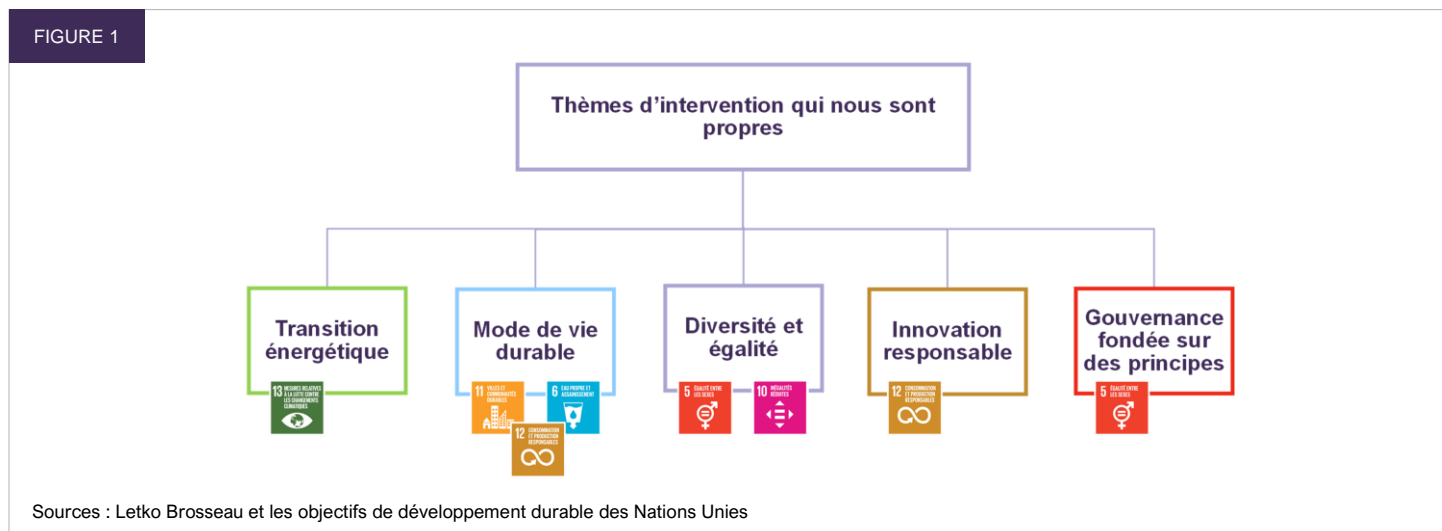 FIGURE 1
Thèmes d'intervention qui nous sont
propres
Transition
énergétique
13 MESURES RELATIVES
À LA LUTTE CONTRE
LES CHANGEMENTS
CLIMATIQUES
Mode de vie
durable
11 VILLES ET
COMMUNAUTÉS
DURABLES
6 EAU PROPRE ET
ASSAINISSEMENT
12 CONSOMMATION
ET PRODUCTION
RESPONSABLES
Diversité et
égalité
5 ÉGALITÉ ENTRE
LES SEXES
10 INÉGALITÉS
RÉDUITES
Innovation
responsable
12 CONSOMMATION
ET PRODUCTION
RESPONSABLES
Gouvernance
fondée sur
des principes
5 ÉGALITÉ ENTRE
LES SEXES
Sources : Letko Brosseau et les objectifs de développement durable des Nations Unies